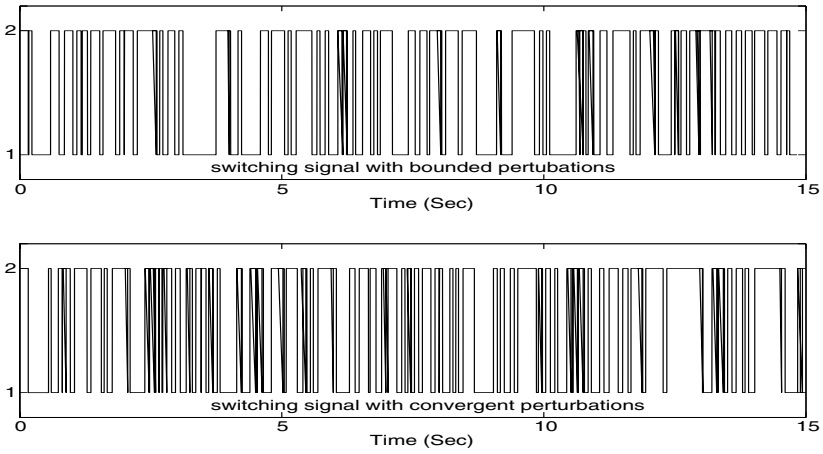 2
1
switching signal with bounded pertubations
0 5 10 15
Time (Sec)
2
1
switching signal with convergent perturbations
0 5 10 15
Time (Sec)